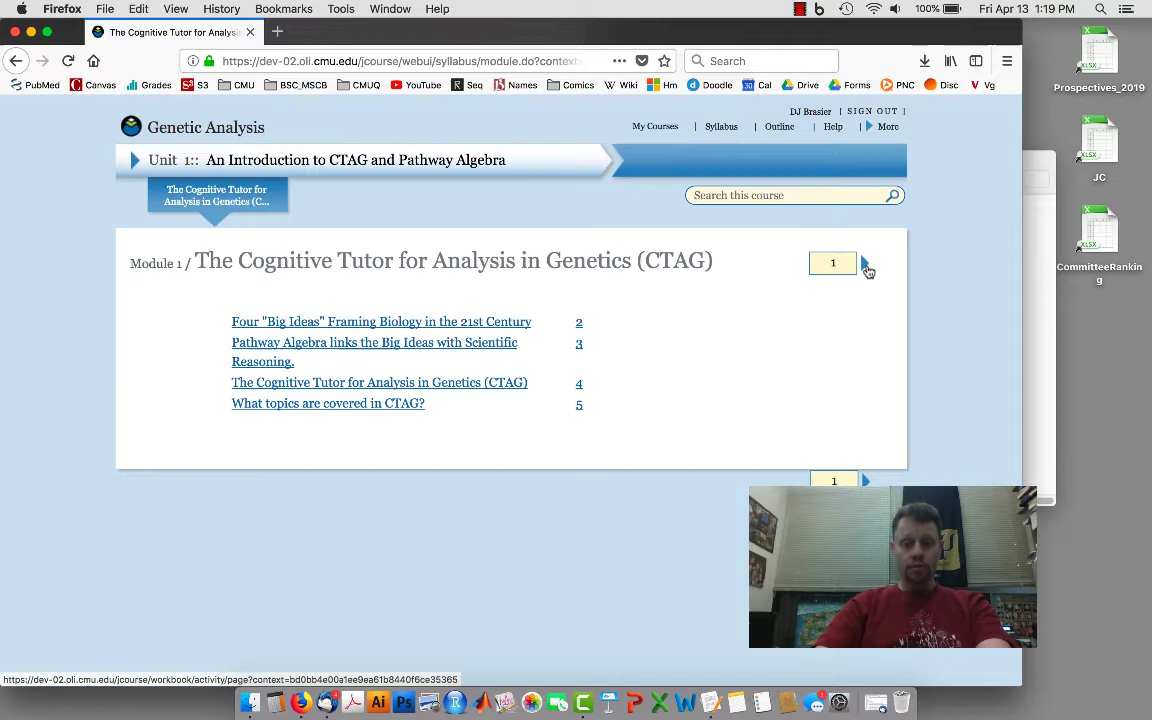 Firefox File Edit View History Bookmarks Tools Window Help 100% Fri Apr 13 1:19 PM
The Cognitive Tutor for Analysis
https://dev-02.oli.cmu.edu/jcourse/webui/syllabus/module.do?context= Search
PubMed Canvas Grades S3 CMU BSC_MSCB CMUQ YouTube Seq Names Comics Wiki Hm Doodle Cal Drive Forms PNC Disc Vg
Prospectives_2019
JC
CommitteeRankin
g
DJ Brasier | SIGN OUT |
Genetic Analysis
My Courses | Syllabus | Outline | Help | More
Unit 1:: An Introduction to CTAG and Pathway Algebra
The Cognitive Tutor for
Analysis in Genetics (C...
Search this course
Module 1 / The Cognitive Tutor for Analysis in Genetics (CTAG)
1
Four "Big Ideas" Framing Biology in the 21st Century 2
Pathway Algebra links the Big Ideas with Scientific 3
Reasoning.
The Cognitive Tutor for Analysis in Genetics (CTAG) 4
What topics are covered in CTAG? 5
1
https://dev-02.oli.cmu.edu/jcourse/workbook/activity/page?context=bd0bb4e00a1ee9ea61b8440f6ce35365